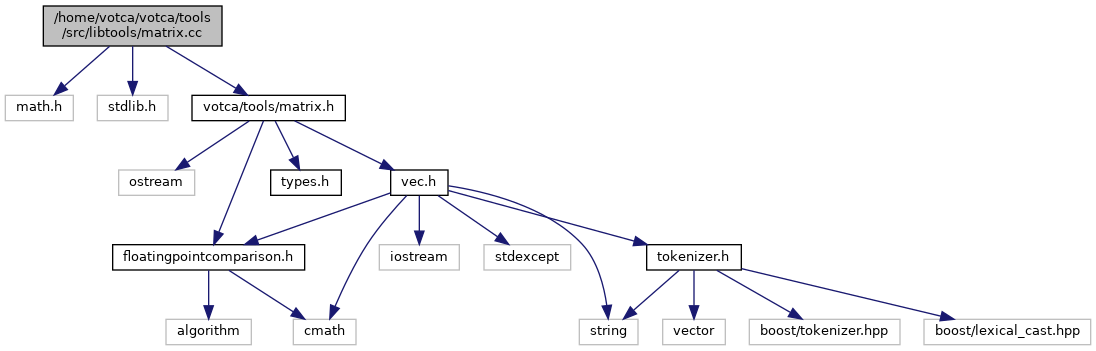 /home/votca/votca/tools
/src/libtools/matrix.cc
math.h
stdlib.h
votca/tools/matrix.h
ostream
types.h
vec.h
floatingpointcomparison.h
iostream
stdexcept
tokenizer.h
algorithm
cmath
string
vector
boost/tokenizer.hpp
boost/lexical_cast.hpp